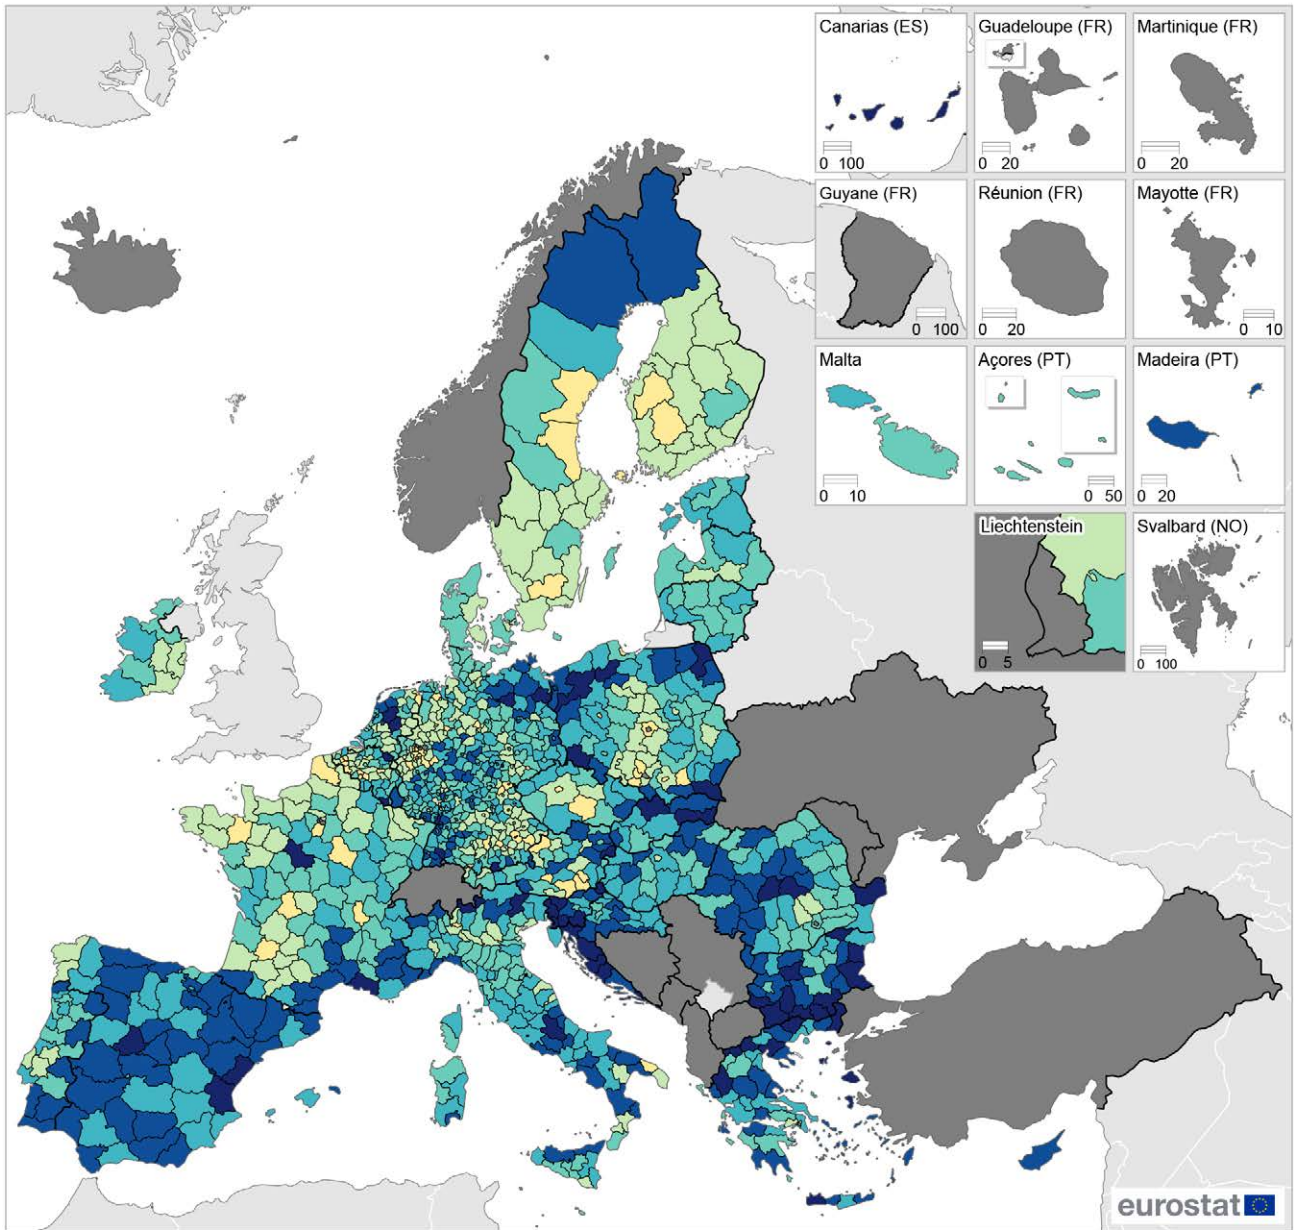 Canarias (ES)
0 100
Guadeloupe (FR)
0 20
Martinique (FR)
0 20
Guyane (FR)
0 100
Réunion (FR)
0 20
Mayotte (FR)
0 10
Malta
0 10
Açores (PT)
0 50
Madeira (PT)
0 20
Liechtenstein
0 5
Svalbard (NO)
0 100
eurostat